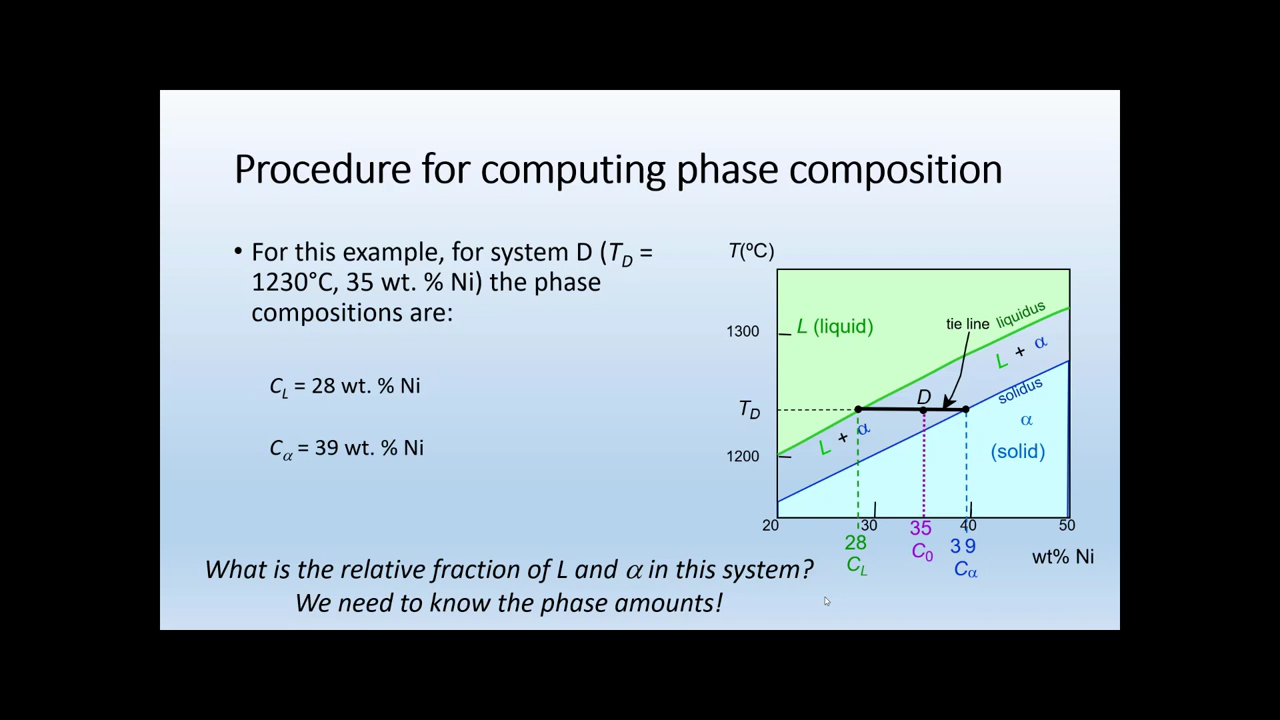 Procedure for computing phase composition
• For this example, for system D (T_D =
1230°C, 35 wt. % Ni) the phase
compositions are:
C_L = 28 wt. % Ni
C_α = 39 wt. % Ni
What is the relative fraction of L and α in this system?
We need to know the phase amounts!
T(ºC)
1300
T_D
1200
L (liquid)
tie line
liquidus
L + α
D
solidus
L + α
α
(solid)
20
30
40
50
35
C_0
28
C_L
39
C_α
wt% Ni